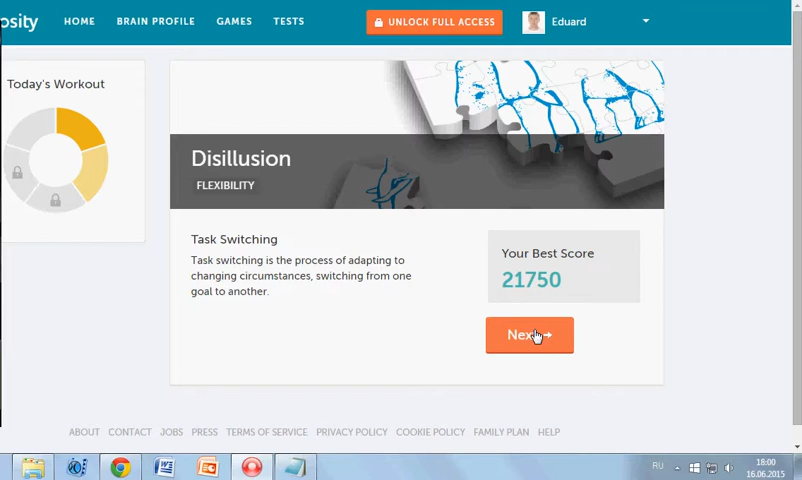 osity
HOME
BRAIN PROFILE
GAMES
TESTS
UNLOCK FULL ACCESS
Eduard
Today's Workout
Disillusion
FLEXIBILITY
Task Switching
Task switching is the process of adapting to
changing circumstances, switching from one
goal to another.
Your Best Score
21750
Next
ABOUT CONTACT JOBS PRESS TERMS OF SERVICE PRIVACY POLICY COOKIE POLICY FAMILY PLAN HELP
RU
18:00
16.06.2015